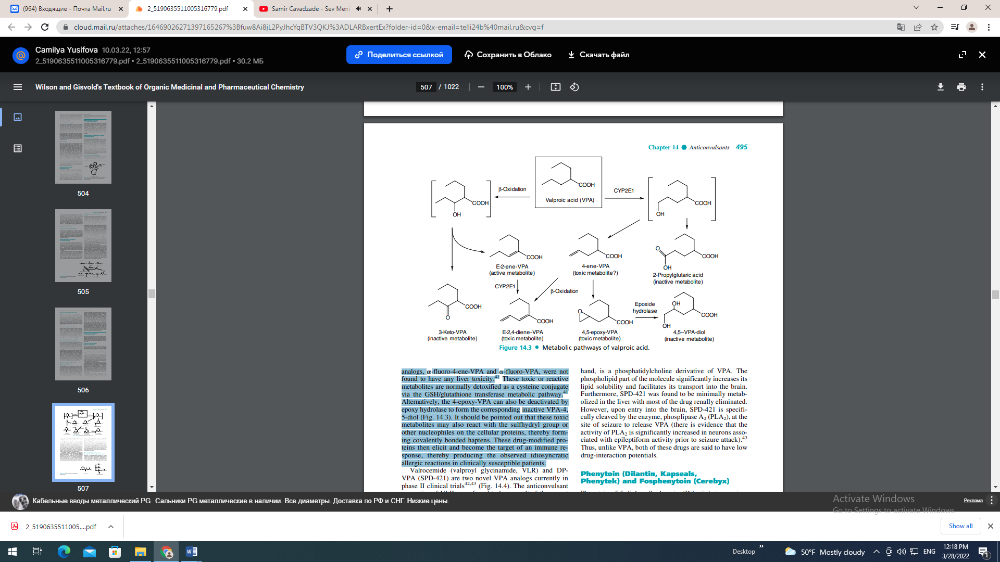 (964) Входящие - Почта Mail.ru
2_5190635511005316779.pdf
Samir Cavadzade - Sev Meni
cloud.mail.ru/attaches/16469026271397165267%3Bfuw8Ai8jL2PyJhcYqBTV3QKJ%3ADLARBxertEx?folder-id=0&x-email=telli24b%40mail.ru&cvg=f
Camilya Yusifova 10.03.22, 12:57
2_5190635511005316779.pdf • 2_5190635511005316779.pdf • 30.2 МБ
Поделиться ссылкой
Сохранить в Облако
Скачать файл
Wilson and Gisvold's Textbook of Organic Medicinal and Pharmaceutical Chemistry
507 / 1022
100%
504
505
506
507
Chapter 14 Anticonvulsants 495
COOH
Valproic acid (VPA)
β-Oxidation
CYP2E1
COOH
OH
COOH
OH
COOH
E-2-ene-VPA
(active metabolite)
COOH
4-ene-VPA
(toxic metabolite?)
O
COOH
OH
2-Propylglutaric acid
(inactive metabolite)
CYP2E1
β-Oxidation
COOH
O
3-Keto-VPA
(inactive metabolite)
COOH
E-2,4-diene-VPA
(toxic metabolite)
O
COOH
4,5-epoxy-VPA
(toxic metabolite)
Epoxide
hydrolase
OH
COOH
OH
4,5--VPA-diol
(inactive metabolite)
Figure 14.3 • Metabolic pathways of valproic acid.
analogs, α-fluoro-4-ene-VPA and α-fluoro-VPA, were not
found to have any liver toxicity.41 These toxic or reactive
metabolites are normally detoxified as a cysteine conjugate
via the GSH/glutathione transferase metabolic pathway.41
Alternatively, the 4-epoxy-VPA can also be deactivated by
epoxy hydrolase to form the corresponding inactive VPA-4,
5-diol (Fig. 14.3). It should be pointed out that these toxic
metabolites may also react with the sulfhydryl group or
other nucleophiles on the cellular proteins, thereby form-
ing covalently bonded haptens. These drug-modified pro-
teins then elicit and become the target of an immune re-
sponse, thereby producing the observed idiosyncratic
allergic reactions in clinically susceptible patients.
Valrocemide (valproyl glycinamide, VLR) and DP-
VPA (SPD-421) are two novel VPA analogs currently in
phase II clinical trials42,43 (Fig. 14.4). The anticonvulsant
hand, is a phosphatidylcholine derivative of VPA. The
phospholipid part of the molecule significantly increases its
lipid solubility and facilitates its transport into the brain.
Furthermore, SPD-421 was found to be minimally metab-
olized in the liver with most of the drug renally eliminated.
However, upon entry into the brain, SPD-421 is specifi-
cally cleaved by the enzyme, phosplipase A2 (PLA2), at the
site of seizure to release VPA (there is evidence that the
activity of PLA2 is significantly increased in neurons asso-
ciated with epileptiform activity prior to seizure attack).43
Thus, unlike VPA, both of these drugs are said to have low
drug-interaction potentials.
Phenytoin (Dilantin, Kapseals,
Phenytek) and Fosphenytoin (Cerebyx)
Кабельные вводы металлический PG Сальники PG металлические в наличии. Все диаметры. Доставка по РФ и СНГ. Низкие цены.
Реклама
Activate Windows
Go to Settings to activate Windows.
2_5190635511005....pdf
Show all
Desktop
50°F Mostly cloudy
ENG
12:18 PM
3/28/2022
1